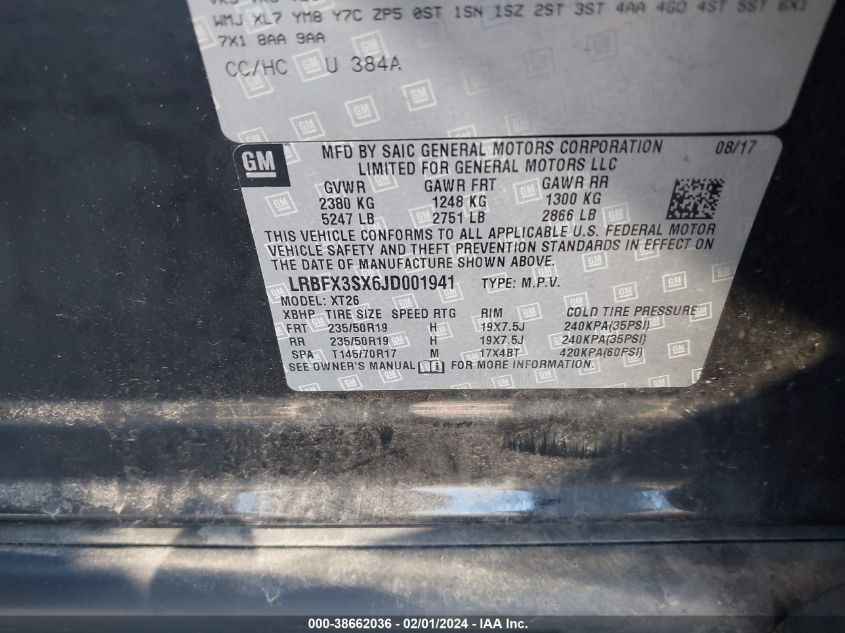 WMJ XL7 YM8 Y7C ZP5 0ST 1SN 1SZ 2ST 3ST 4AA 4GQ 4ST 5ST 6X1
7X1 8AA 9AA
CC/HC U 384A
GM
MFD BY SAIC GENERAL MOTORS CORPORATION 08/17
LIMITED FOR GENERAL MOTORS LLC
GVWR GAWR FRT GAWR RR
2380 KG 1248 KG 1300 KG
5247 LB 2751 LB 2866 LB
THIS VEHICLE CONFORMS TO ALL APPLICABLE U.S. FEDERAL MOTOR
VEHICLE SAFETY AND THEFT PREVENTION STANDARDS IN EFFECT ON
THE DATE OF MANUFACTURE SHOWN ABOVE.
LRBFX3SX6JD001941 TYPE: M.P.V.
MODEL: XT26
XBHP TIRE SIZE SPEED RTG RIM COLD TIRE PRESSURE
FRT 235/50R19 H 19X7.5J 240KPA(35PSI)
RR 235/50R19 H 19X7.5J 240KPA(35PSI)
SPA T145/70R17 M 17X4BT 420KPA(60PSI)
SEE OWNER'S MANUAL FOR MORE INFORMATION.
000-38662036 - 02/01/2024 - IAA Inc.